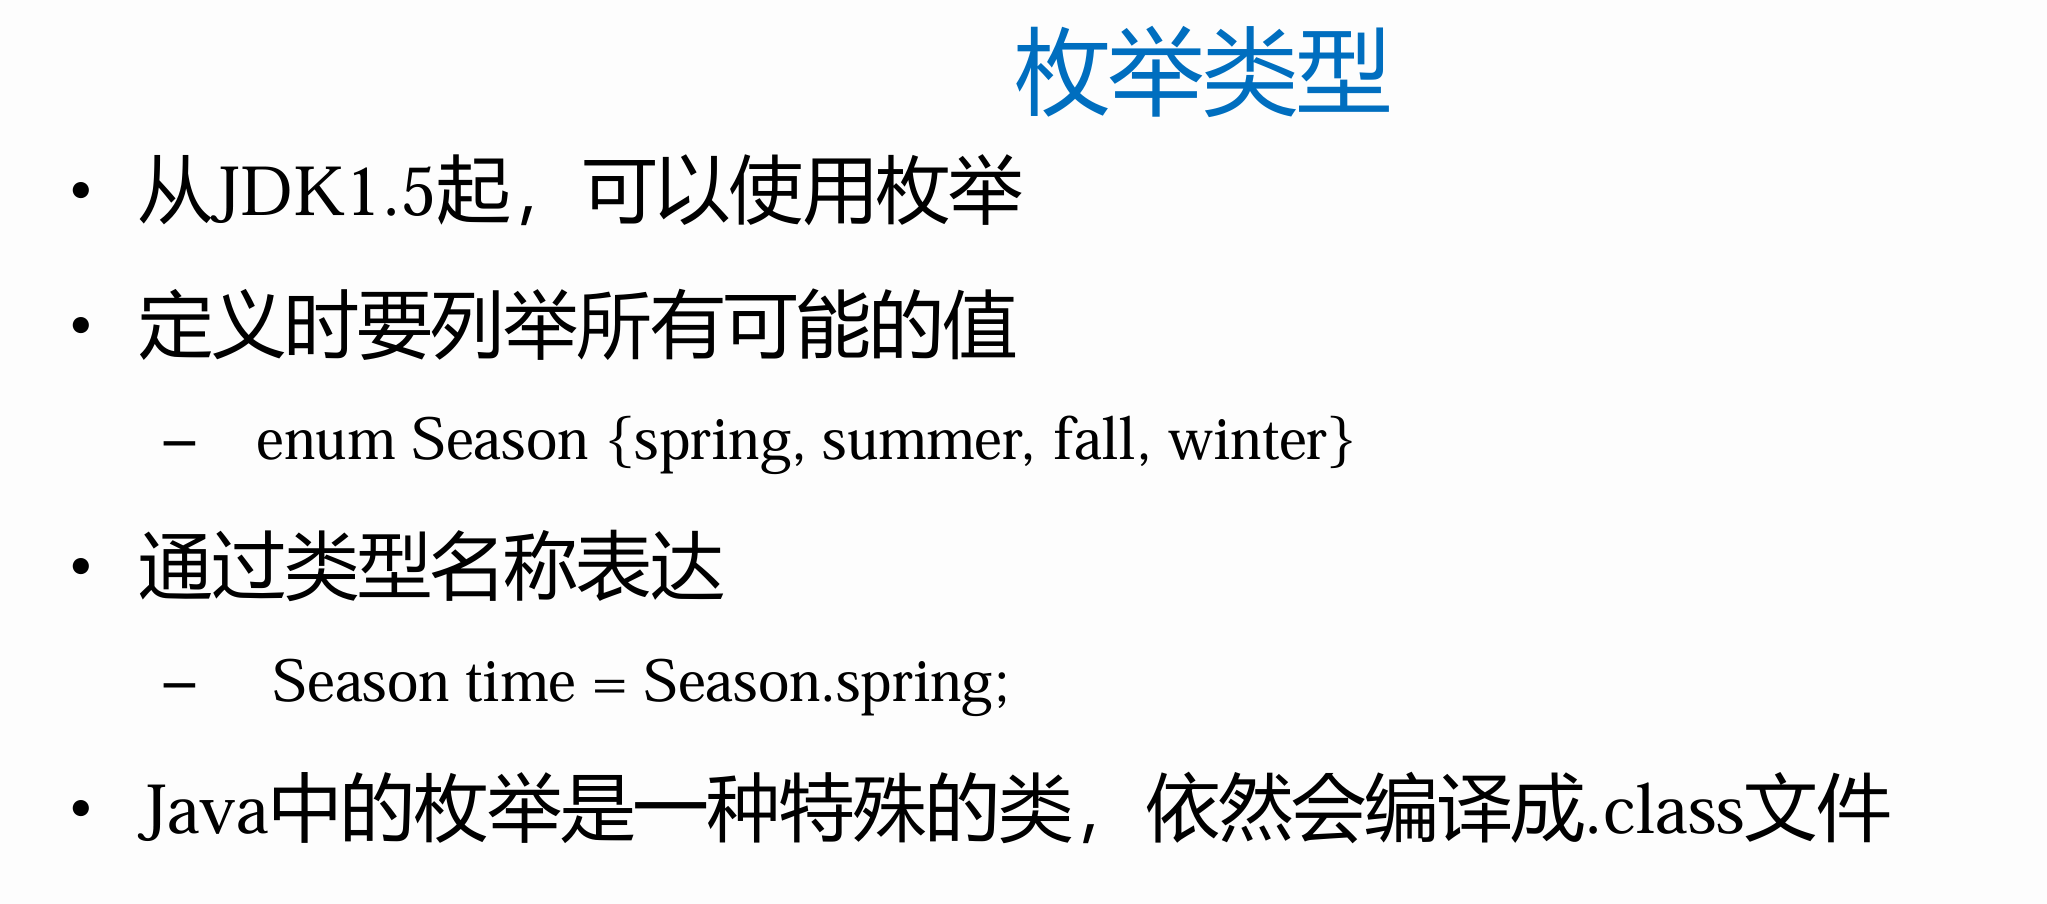 枚举类型
• 从JDK1.5起，可以使用枚举
• 定义时要列举所有可能的值
– enum Season {spring, summer, fall, winter}
• 通过类型名称表达
– Season time = Season.spring;
• Java中的枚举是一种特殊的类，依然会编译成.class文件